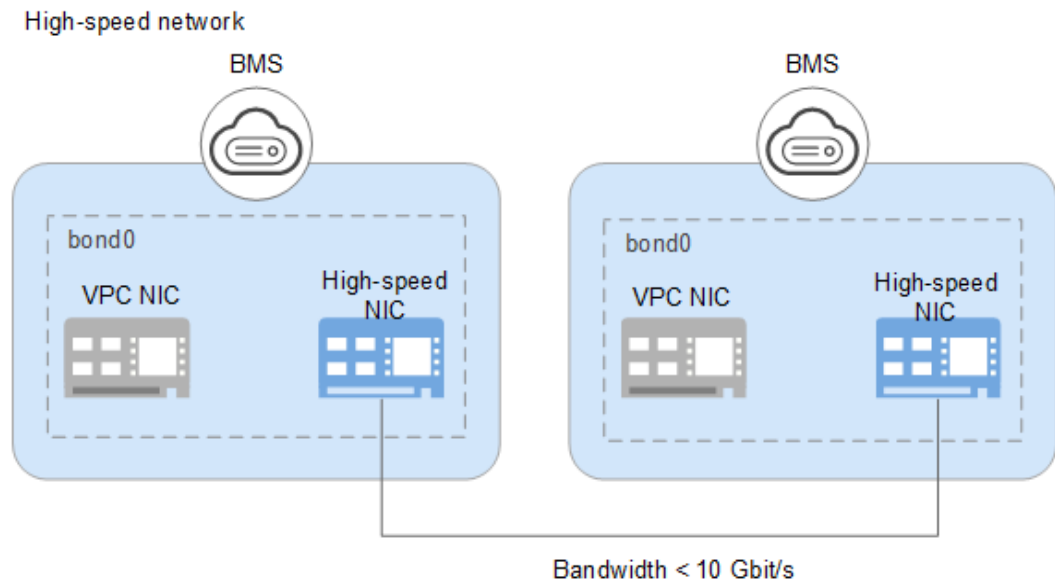 High-speed network
BMS
BMS
bond0
VPC NIC
High-speed
NIC
bond0
VPC NIC
High-speed
NIC
Bandwidth < 10 Gbit/s